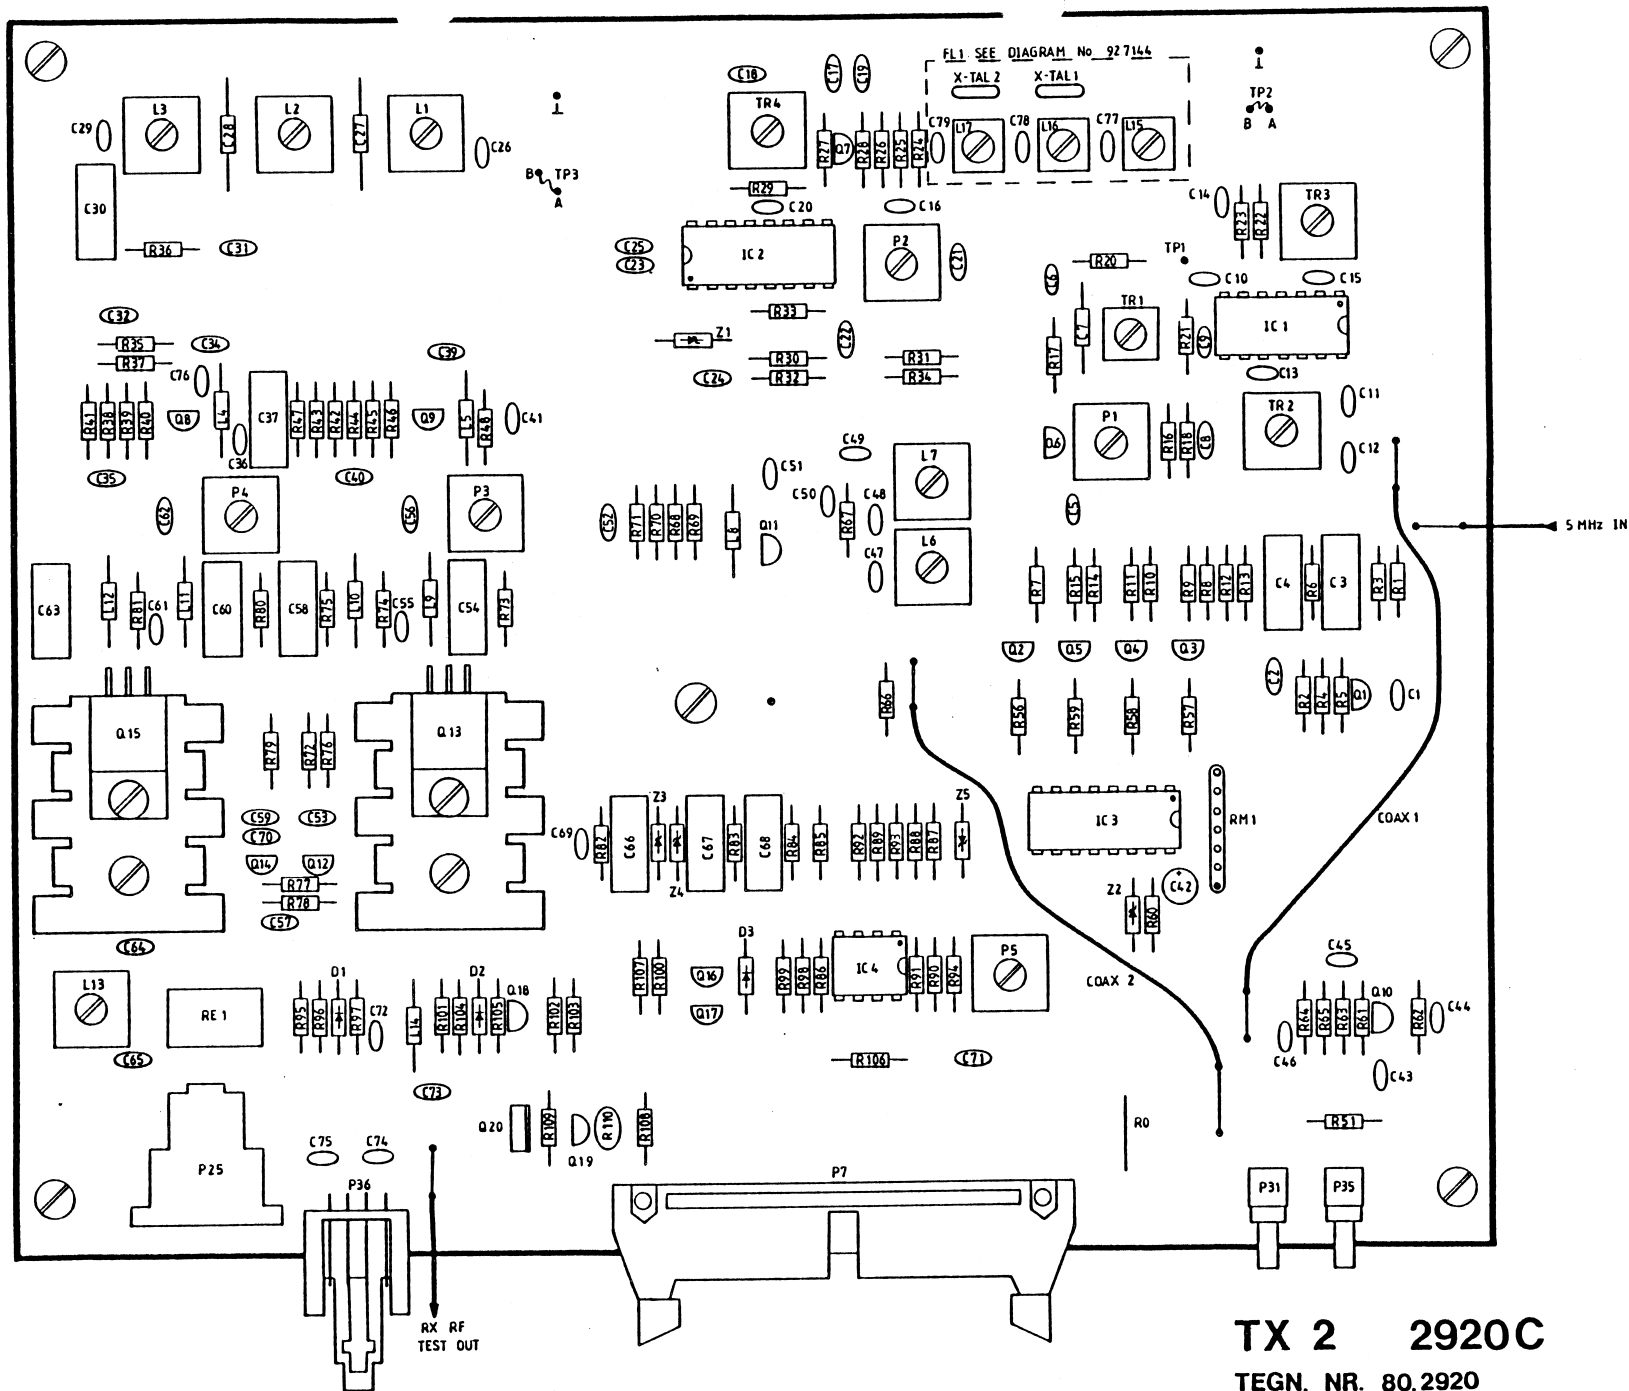 FL1 SEE DIAGRAM No 927144
X-TAL 2 X-TAL1
C18 C17 C19
TR4
C79 L17 C78 L16 C77 L15
TP2
B A
L3 L2 L1
C29 C28 C27 C26
R27 Q7 R28 R26 R25 R24
B TP3
A
C30
R29
C20 C16
C14 R23 R22 TR3
R36 C31
C25
C23
IC 2
P2
C21
TP1
R20
C6 C10 C15
C32
R33
C7 TR1 R21 C9 IC 1
R35 C34
R37
C39
Z1
C22
R30 R31
R32 R34
C24
R17
C13
C76 L4 C37
R41 R38 R39 R40 Q8
R47 R43 R42 R44 R45 R46 Q9 L5 R48 C41
C36
C35 C40
P1 R16 R18 C8 TR2 C11
C12
Q6
C49
L7
C51
C50 R67 C48
C62 P4 C56 P3
C52 R71 R70 R68 R69 L8 Q11
C5
5 MHz IN
L6
C47
C63 L12 R81 C61 L11 C60 R80 C58 R75 L10 R74 C55 L9 C54 R73
R7 R15 R14 R11 R10 R9 R8 R12 R13 C4 R6 C3 R3 R1
Q2 Q5 Q4 Q3
C2 R2 R4 R5 Q1 C1
R66
R56 R59 R58 R57
Q15 Q13
R79 R72 R76
C59 C53
C70
Q14 Q12
R77
R78
C57
C64
C69 R82 C66 Z3 Z4 C67 R83 C68 R84 R85 R92 R89 R93 R88 R87 Z5
IC 3
RM1
COAX 1
Z2 R60 C42
D3
R107 R100 Q16
Q17
R99 R98 R86 IC 4 R91 R90 R94 P5
COAX 2
C45
L13
RE 1
D1
R95 R96 R97 C72
L14
D2
R101 R104 R105 Q18
R102 R103
R64 R65 R63 R61 Q10 R62 C44
C46
C43
C65
R106 C71
C73
Q20 R109 Q19 R110 R108
R0
R51
C75 C74
P25
P36
P7
P31 P35
RX RF
TEST OUT
TX 2 2920C
TEGN. NR. 80.2920